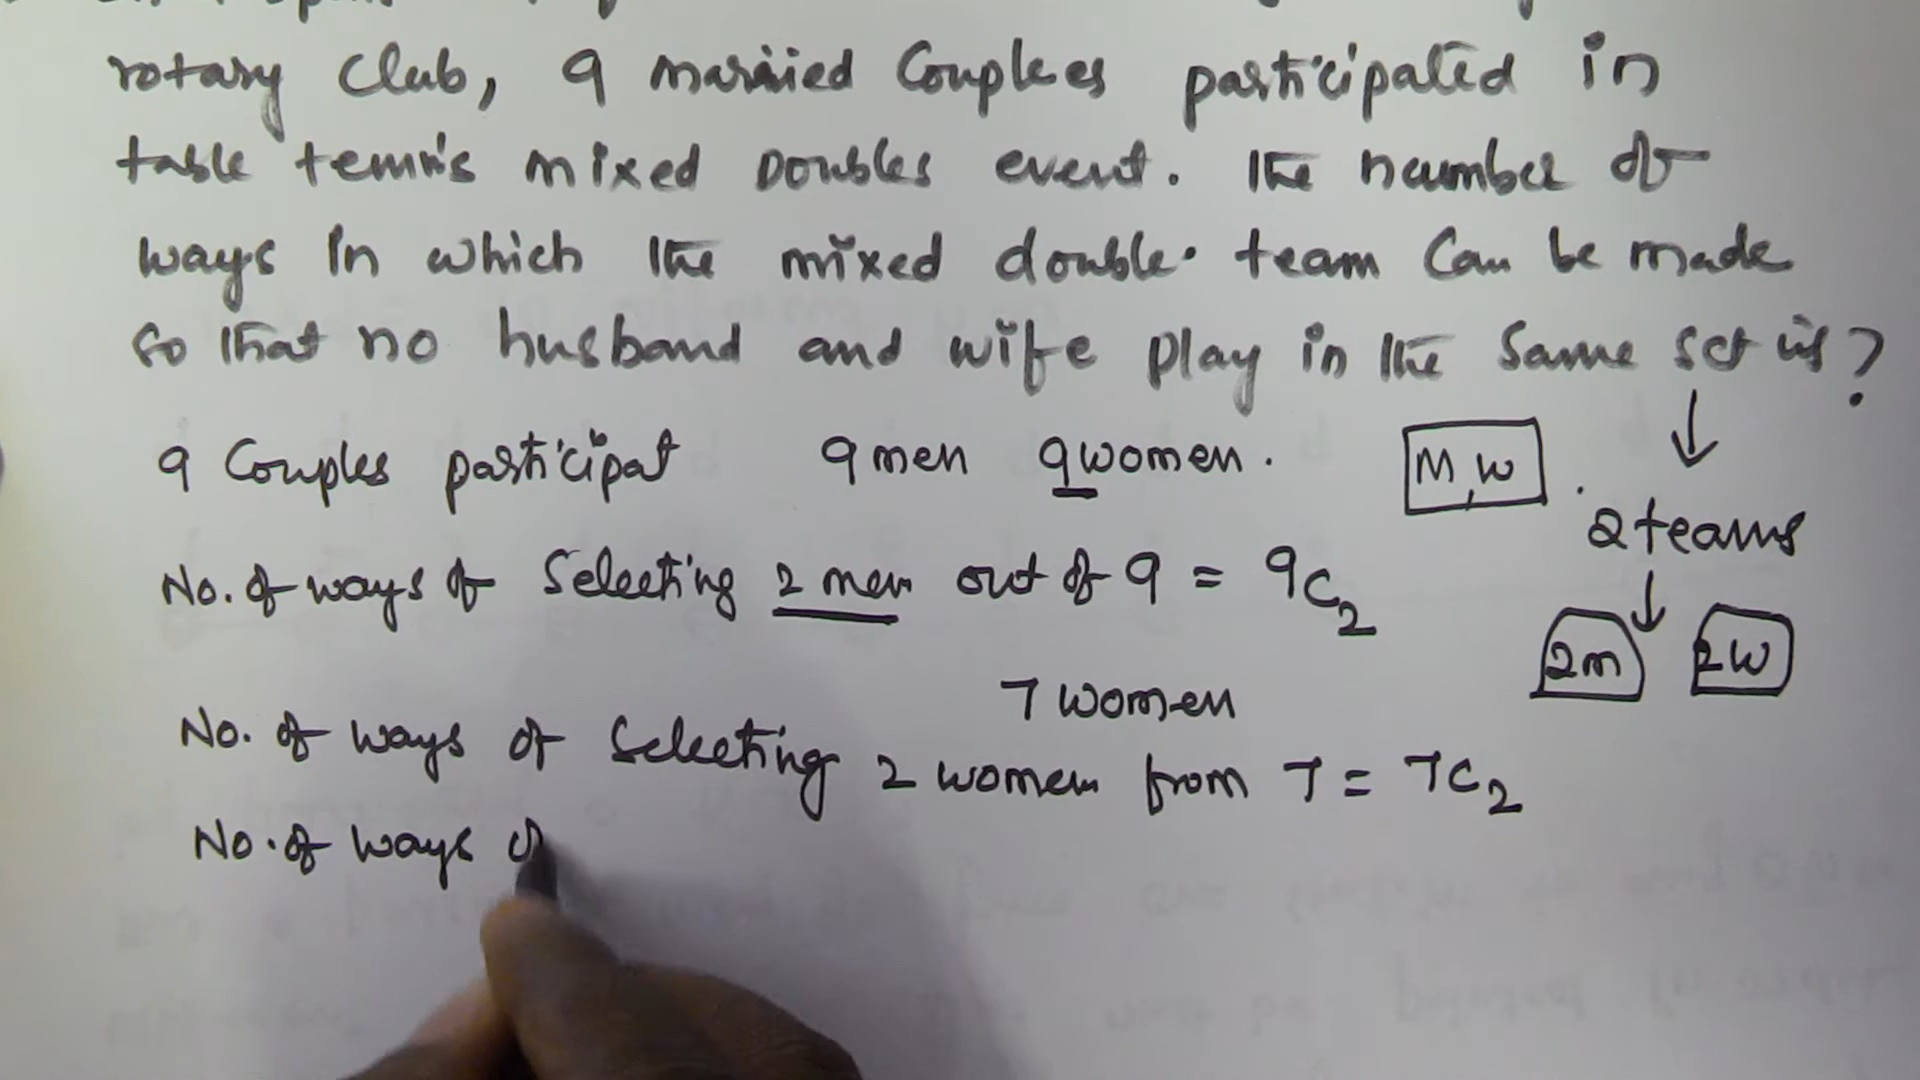 rotary club, 9 married Couples participated in
table tennis mixed Doubles event. The number of
ways in which the mixed double team can be made
so that no husband and wife play in the same set is?
9 Couples participat 9 men 9 women. M, W
2 teams
No. of ways of Selecting 2 men out of 9 = 9C2
2m 2W
7 women
No. of ways of Selecting 2 women from 7 = 7C2
No. of ways of